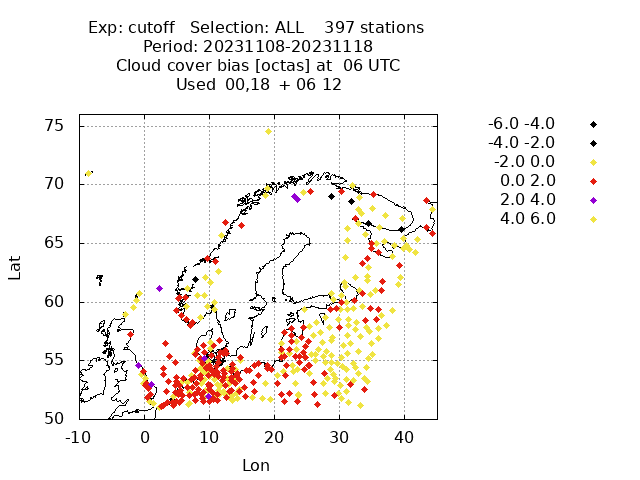 Exp: cutoff   Selection: ALL    397 stations
Period: 20231108-20231118
Cloud cover bias [octas] at  06 UTC
Used  00,18  + 06 12
75
70
65
60
55
50
-10 0 10 20 30 40
Lat
Lon
-6.0 -4.0
-4.0 -2.0
-2.0 0.0
0.0 2.0
2.0 4.0
4.0 6.0